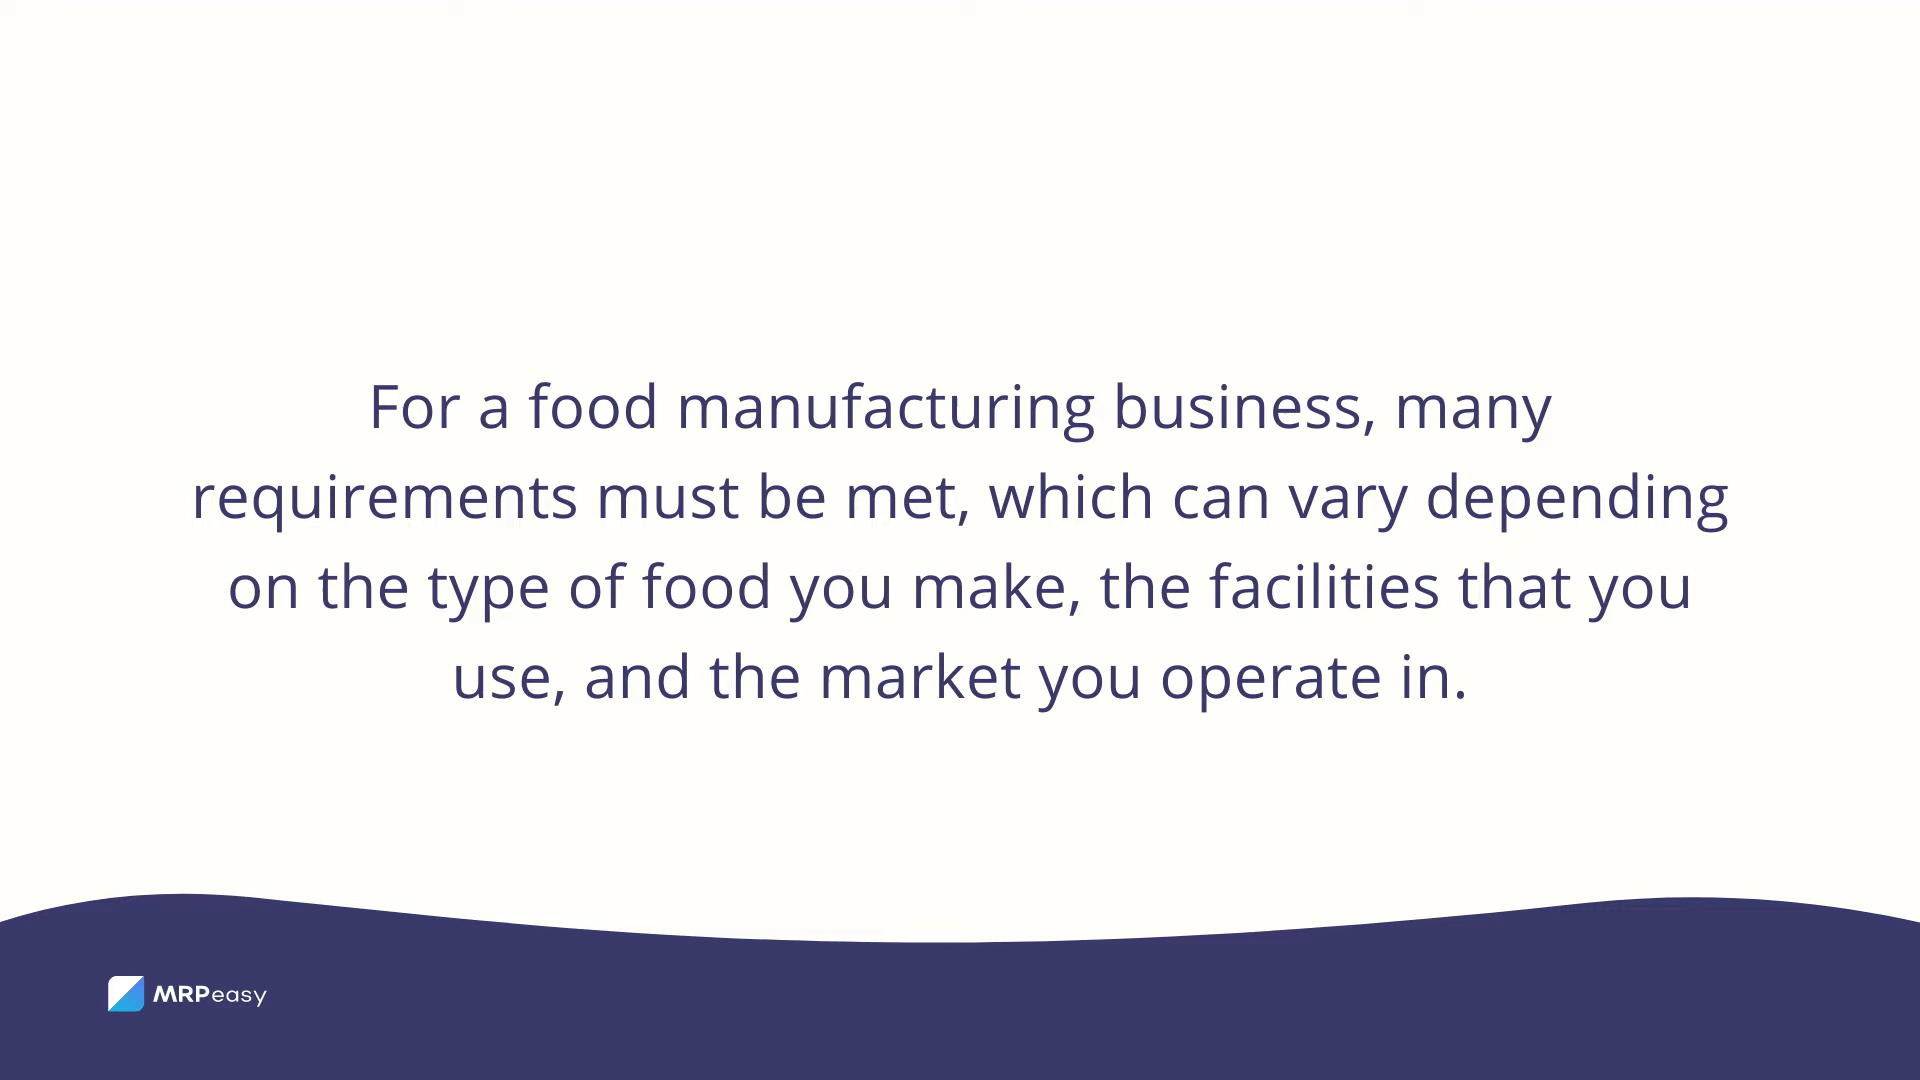 For a food manufacturing business, many
requirements must be met, which can vary depending
on the type of food you make, the facilities that you
use, and the market you operate in.
MRPeasy